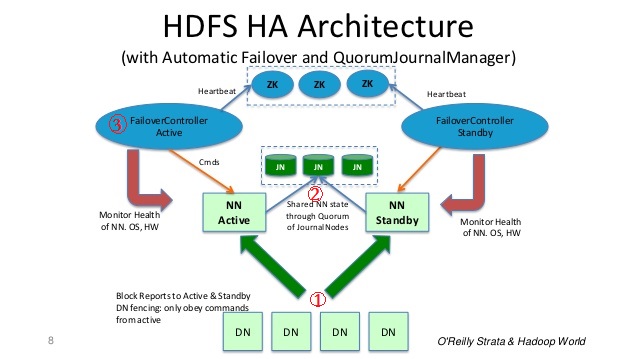 HDFS HA Architecture
(with Automatic Failover and QuorumJournalManager)
ZK
ZK
ZK
Heartbeat
Heartbeat
③
FailoverController
Active
FailoverController
Standby
Cmds
JN
JN
JN
②
Monitor Health
of NN. OS, HW
NN
Active
Shared NN state
through Quorum
of JournalNodes
NN
Standby
Monitor Health
of NN. OS, HW
①
Block Reports to Active & Standby
DN fencing: only obey commands
from active
DN
DN
DN
DN
8
O'Reilly Strata & Hadoop World